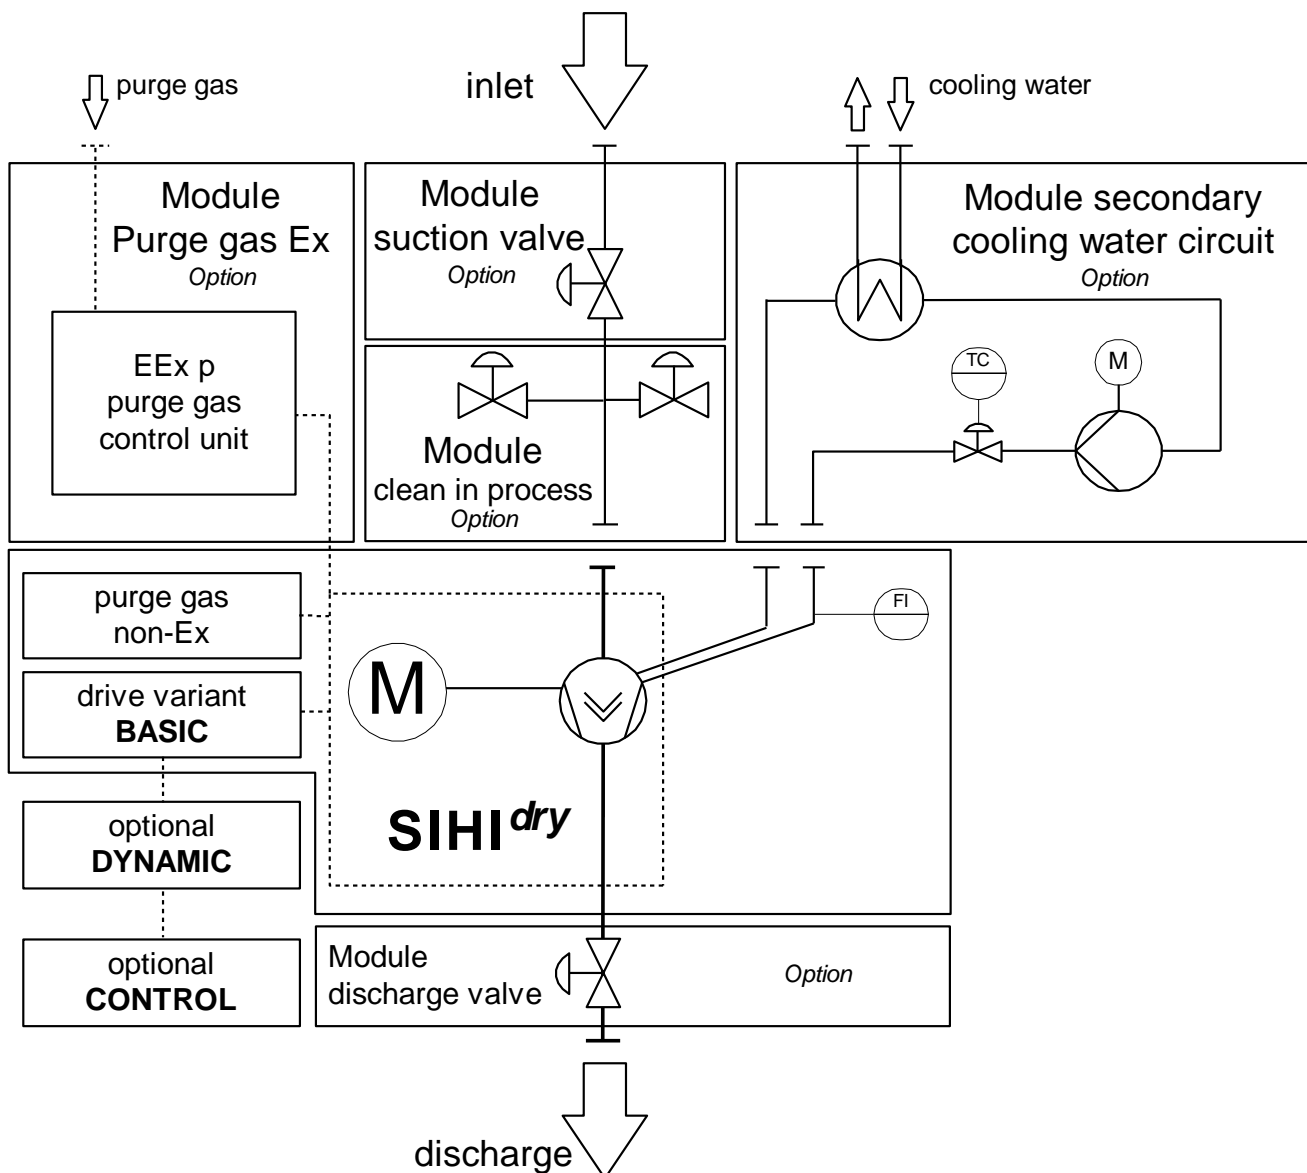 purge gas
inlet
cooling water
Module
Purge gas Ex
Option
EEx p
purge gas
control unit
Module
suction valve
Option
Module
clean in process
Option
Module secondary
cooling water circuit
Option
TC
M
purge gas
non-Ex
drive variant
BASIC
optional
DYNAMIC
optional
CONTROL
M
FI
SIHI dry
Module
discharge valve
Option
discharge